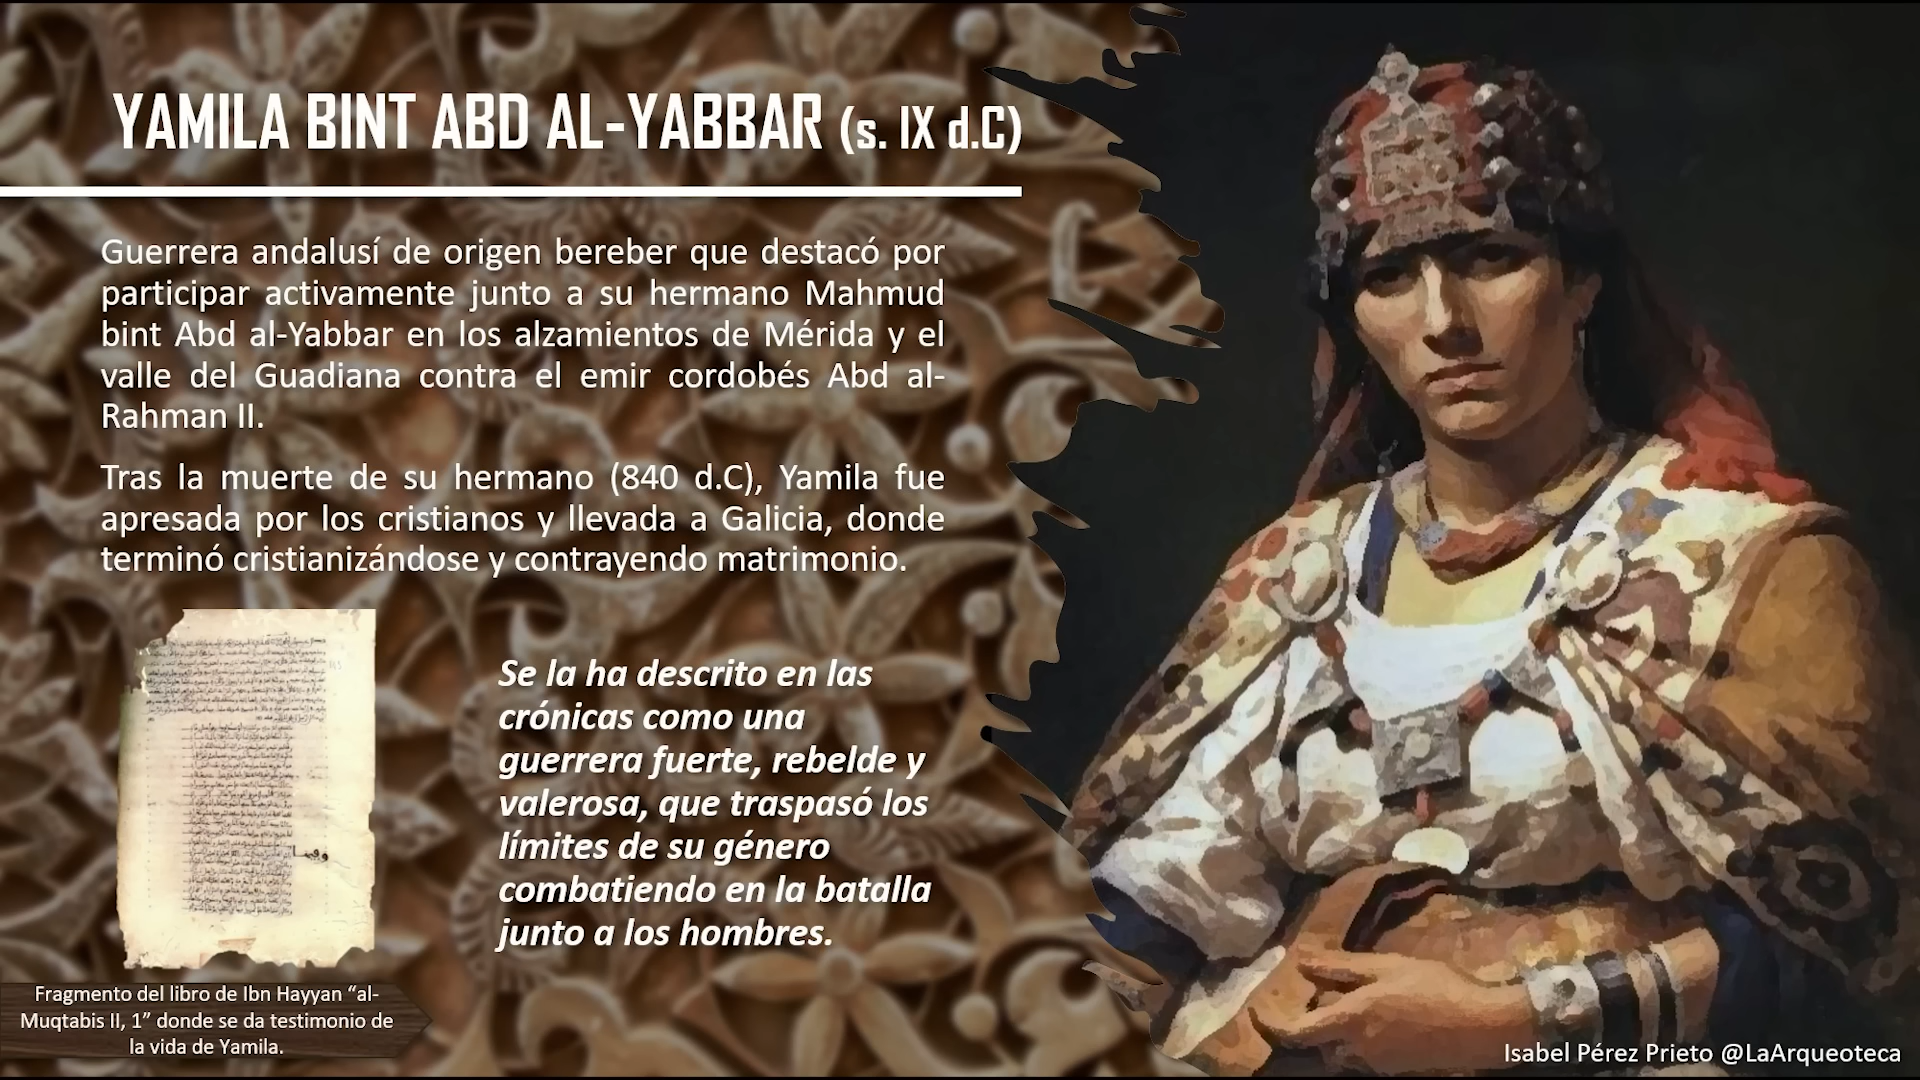 YAMILA BINT ABD AL-YABBAR (s. IX d.C)
Guerrera andalusí de origen bereber que destacó por
participar activamente junto a su hermano Mahmud
bint Abd al-Yabbar en los alzamientos de Mérida y el
valle del Guadiana contra el emir cordobés Abd al-
Rahman II.
Tras la muerte de su hermano (840 d.C), Yamila fue
apresada por los cristianos y llevada a Galicia, donde
terminó cristianizándose y contrayendo matrimonio.
Se la ha descrito en las
crónicas como una
guerrera fuerte, rebelde y
valerosa, que traspasó los
límites de su género
combatiendo en la batalla
junto a los hombres.
Fragmento del libro de Ibn Hayyan “al-
Muqtabis II, 1” donde se da testimonio de
la vida de Yamila.
Isabel Pérez Prieto @LaArqueoteca